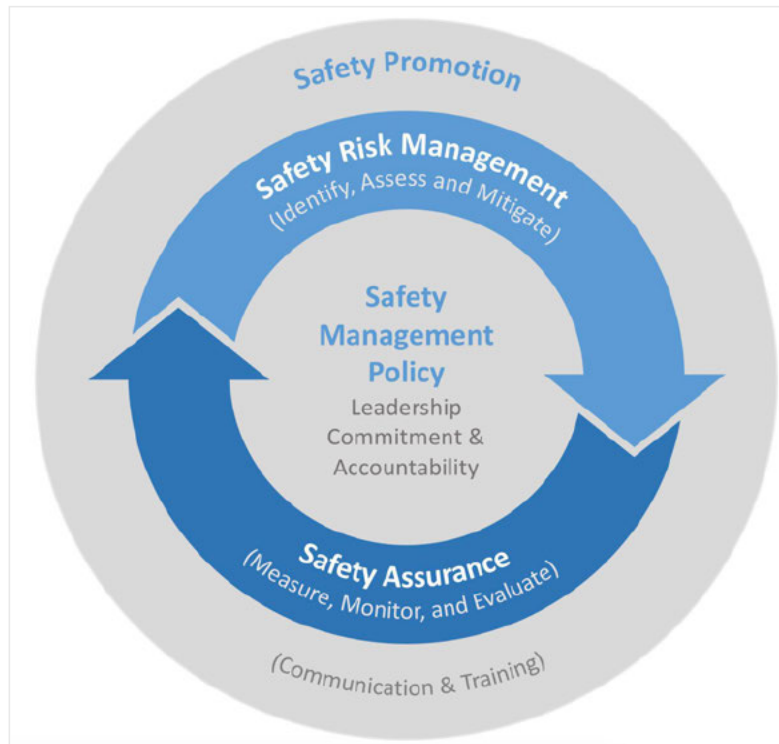 Safety Promotion
Safety Risk Management
(Identify, Assess and Mitigate)
Safety
Management
Policy
Leadership
Commitment &
Accountability
Safety Assurance
(Measure, Monitor, and Evaluate)
(Communication & Training)